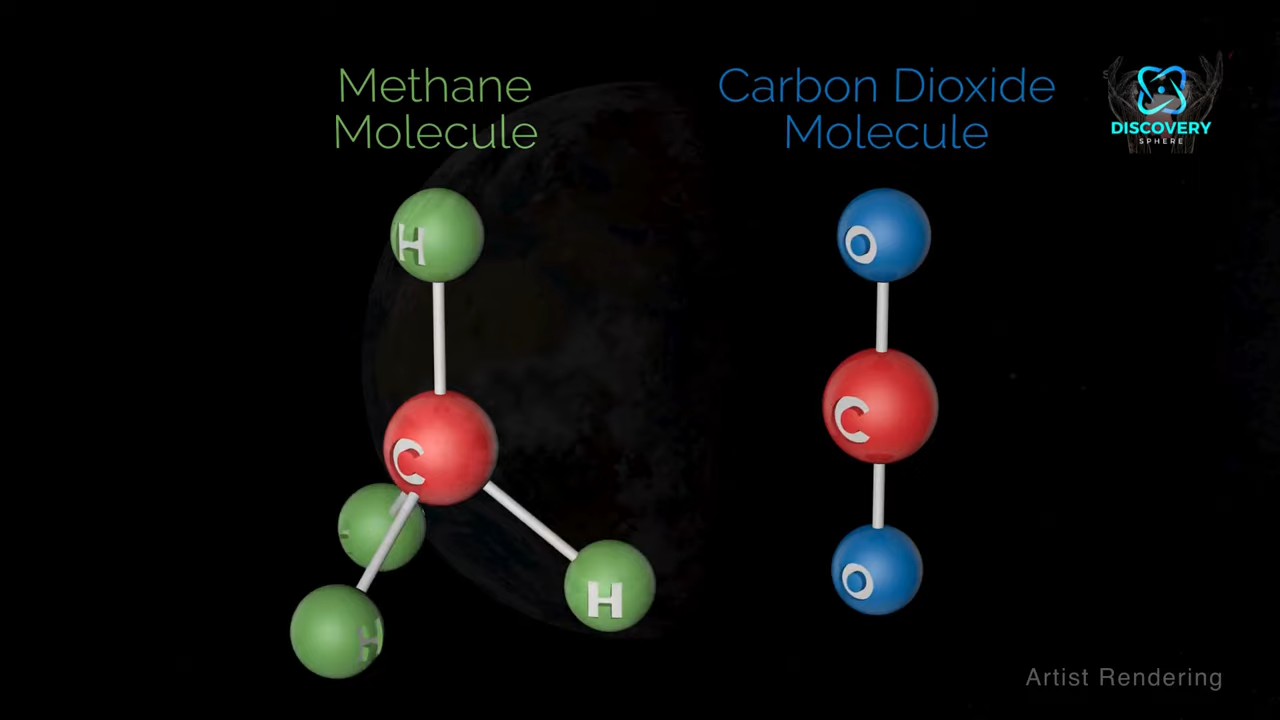 Methane
Molecule
Carbon Dioxide
Molecule
DISCOVERY
SPHERE
H
C
H
H
O
C
O
Artist Rendering